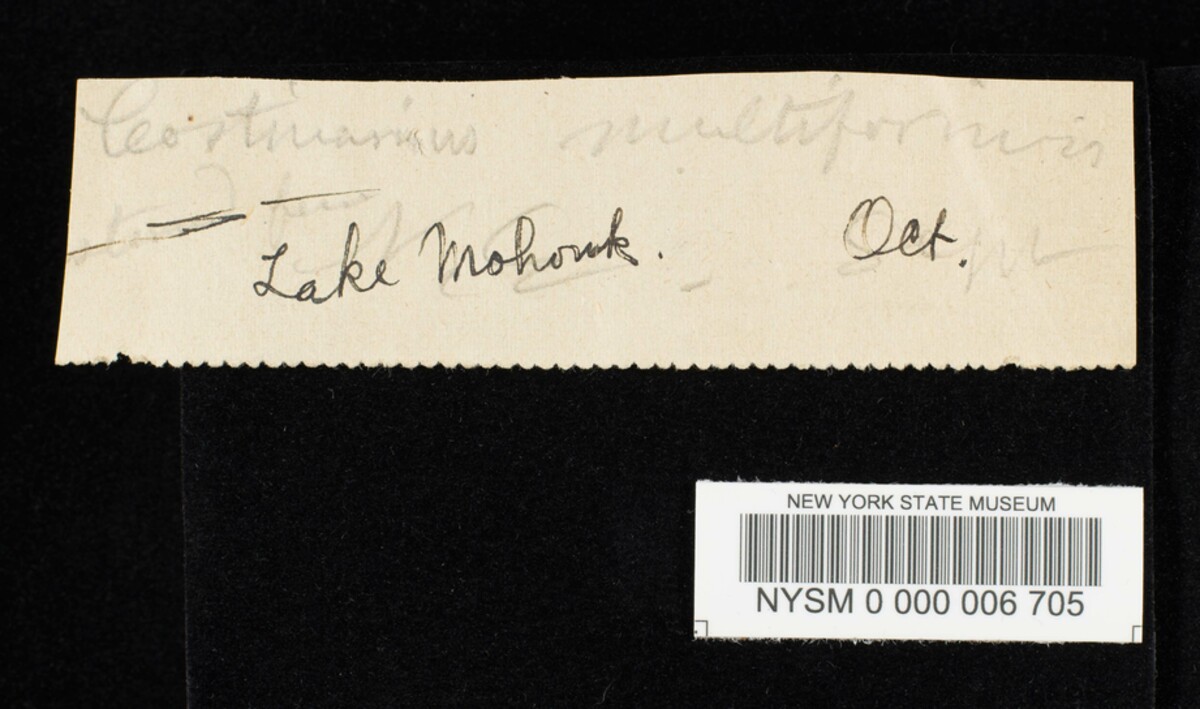 Cortinarius multiformis
Lake Mohonk. Oct.
NEW YORK STATE MUSEUM
NYSM 0 000 006 705